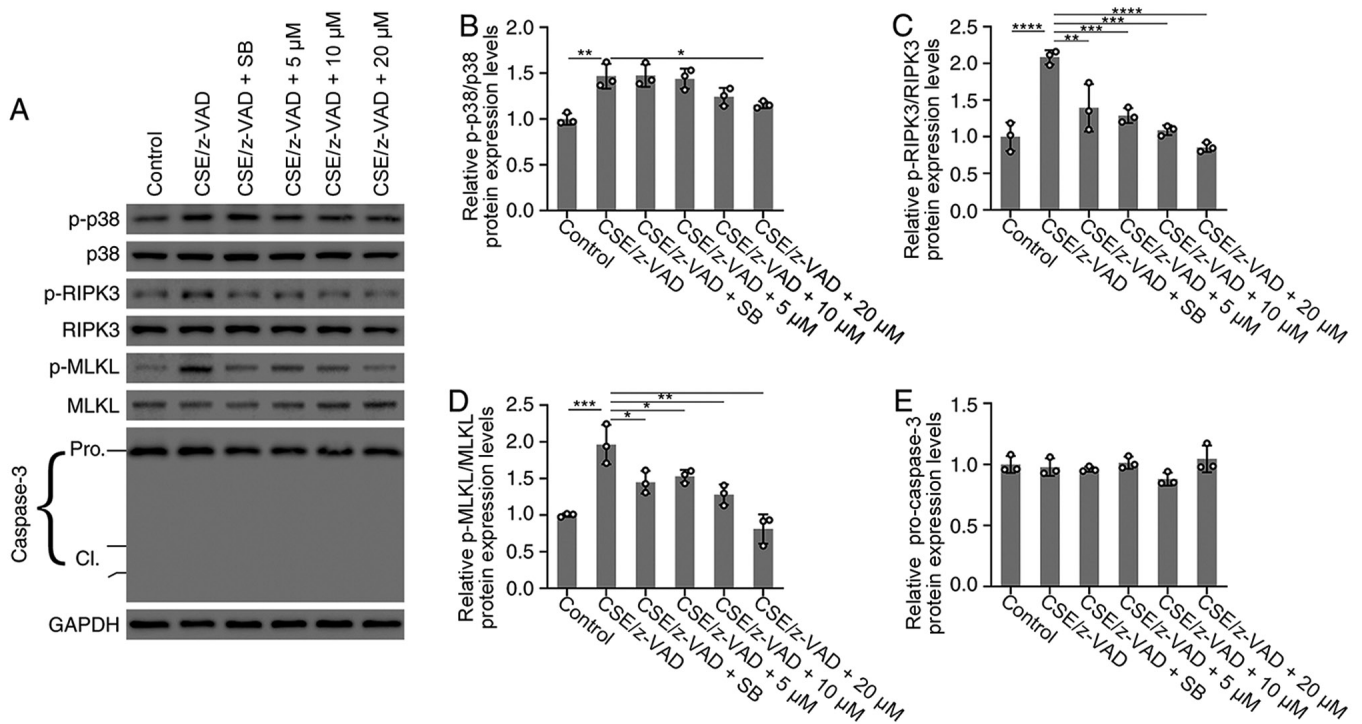 A
Control
CSE/z-VAD
CSE/z-VAD + SB
CSE/z-VAD + 5 µM
CSE/z-VAD + 10 µM
CSE/z-VAD + 20 µM
p-p38
p38
p-RIPK3
RIPK3
p-MLKL
MLKL
Caspase-3
Pro.
Cl.
GAPDH
B
Relative p-p38/p38
protein expression levels
2.0
1.5
1.0
0.5
0.0
**
*
Control
CSE/z-VAD
CSE/z-VAD + SB
CSE/z-VAD + 5 µM
CSE/z-VAD + 10 µM
CSE/z-VAD + 20 µM
C
Relative p-RIPK3/RIPK3
protein expression levels
2.5
2.0
1.5
1.0
0.5
0.0
****
****
***
***
**
Control
CSE/z-VAD
CSE/z-VAD + SB
CSE/z-VAD + 5 µM
CSE/z-VAD + 10 µM
CSE/z-VAD + 20 µM
D
Relative p-MLKL/MLKL
protein expression levels
2.5
2.0
1.5
1.0
0.5
0.0
***
**
*
*
Control
CSE/z-VAD
CSE/z-VAD + SB
CSE/z-VAD + 5 µM
CSE/z-VAD + 10 µM
CSE/z-VAD + 20 µM
E
Relative pro-caspase-3
protein expression levels
1.5
1.0
0.5
0.0
Control
CSE/z-VAD
CSE/z-VAD + SB
CSE/z-VAD + 5 µM
CSE/z-VAD + 10 µM
CSE/z-VAD + 20 µM